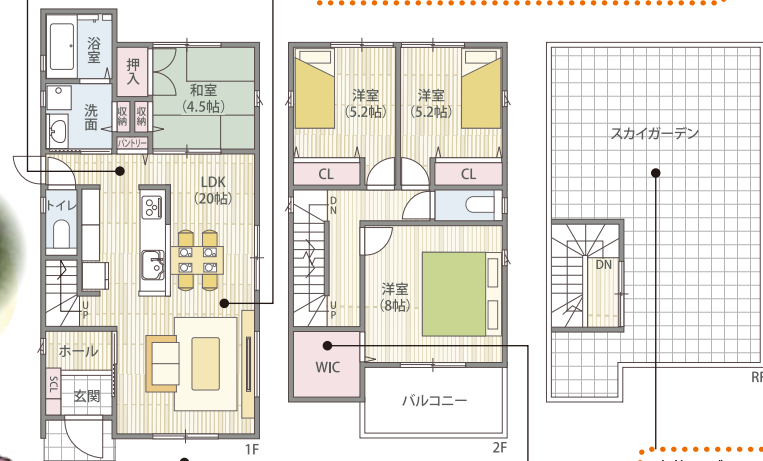 浴室
押入
和室
(4.5帖)
洗面
収納
収納
パントリー
LDK
(20帖)
トイレ
UP
ホール
SCL
玄関
1F
洋室
(5.2帖)
洋室
(5.2帖)
CL
CL
DN
UP
洋室
(8帖)
WIC
バルコニー
2F
スカイガーデン
DN
RF